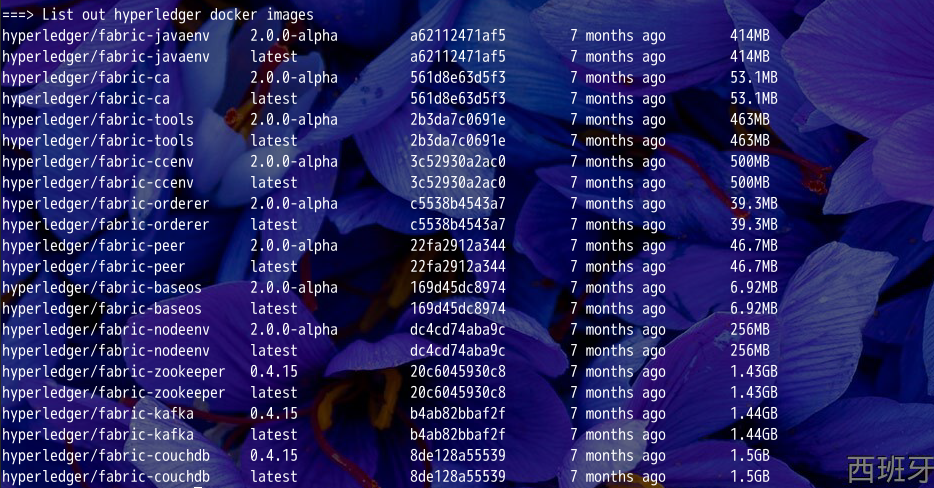 ===> List out hyperledger docker images
hyperledger/fabric-javaenv 2.0.0-alpha a62112471af5 7 months ago 414MB
hyperledger/fabric-javaenv latest a62112471af5 7 months ago 414MB
hyperledger/fabric-ca 2.0.0-alpha 561d8e63d5f3 7 months ago 53.1MB
hyperledger/fabric-ca latest 561d8e63d5f3 7 months ago 53.1MB
hyperledger/fabric-tools 2.0.0-alpha 2b3da7c0691e 7 months ago 463MB
hyperledger/fabric-tools latest 2b3da7c0691e 7 months ago 463MB
hyperledger/fabric-ccenv 2.0.0-alpha 3c52930a2ac0 7 months ago 500MB
hyperledger/fabric-ccenv latest 3c52930a2ac0 7 months ago 500MB
hyperledger/fabric-orderer 2.0.0-alpha c5538b4543a7 7 months ago 39.3MB
hyperledger/fabric-orderer latest c5538b4543a7 7 months ago 39.3MB
hyperledger/fabric-peer 2.0.0-alpha 22fa2912a344 7 months ago 46.7MB
hyperledger/fabric-peer latest 22fa2912a344 7 months ago 46.7MB
hyperledger/fabric-baseos 2.0.0-alpha 169d45dc8974 7 months ago 6.92MB
hyperledger/fabric-baseos latest 169d45dc8974 7 months ago 6.92MB
hyperledger/fabric-nodeenv 2.0.0-alpha dc4cd74aba9c 7 months ago 256MB
hyperledger/fabric-nodeenv latest dc4cd74aba9c 7 months ago 256MB
hyperledger/fabric-zookeeper 0.4.15 20c6045930c8 7 months ago 1.43GB
hyperledger/fabric-zookeeper latest 20c6045930c8 7 months ago 1.43GB
hyperledger/fabric-kafka 0.4.15 b4ab82bbaf2f 7 months ago 1.44GB
hyperledger/fabric-kafka latest b4ab82bbaf2f 7 months ago 1.44GB
hyperledger/fabric-couchdb 0.4.15 8de128a55539 7 months ago 1.5GB
hyperledger/fabric-couchdb latest 8de128a55539 7 months ago 1.5GB
西班牙